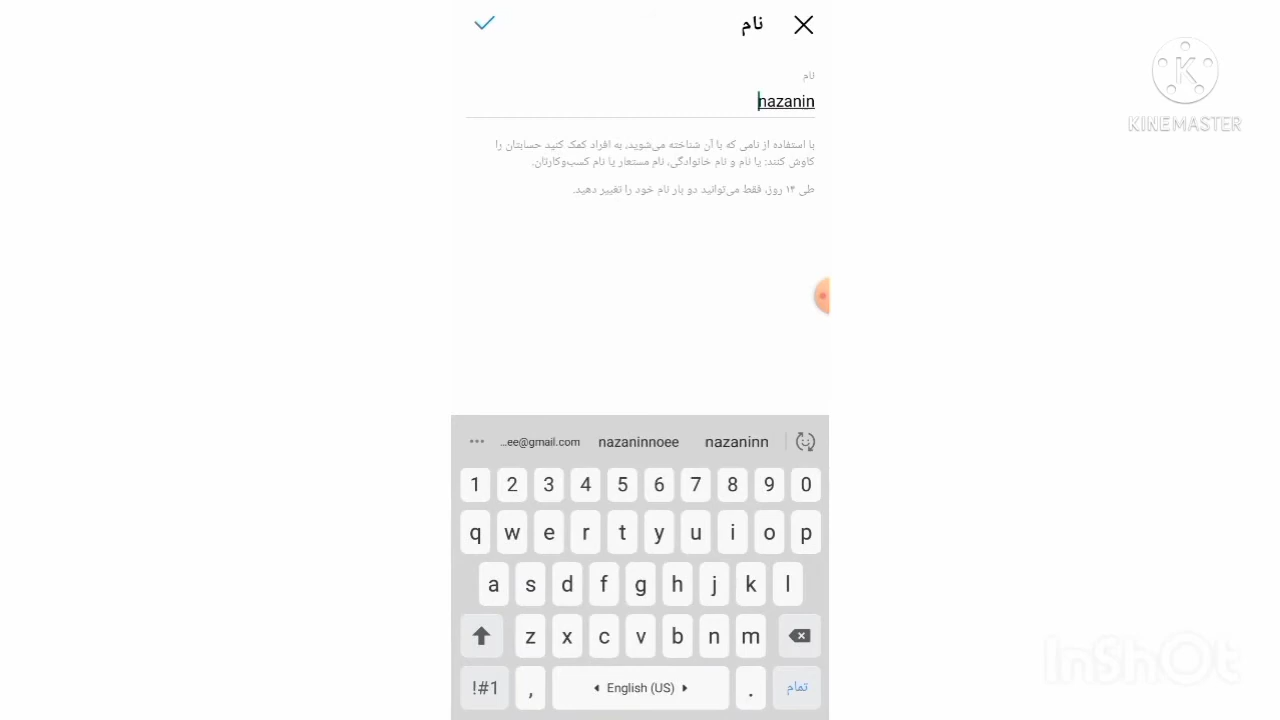 نام
نام
nazanin
با استفاده از نامی که با آن شناخته می‌شوید، به افراد کمک کنید حسابتان را
کاوش کنند: یا نام و نام خانوادگی، نام مستعار یا نام کسب‌وکارتان.
طی ۱۴ روز، فقط می‌توانید دو بار نام خود را تغییر دهید.
K
KINEMASTER
...ee@gmail.com nazaninnoee nazaninn
1 2 3 4 5 6 7 8 9 0
q w e r t y u i o p
a s d f g h j k l
z x c v b n m
!#1 , English (US) . تمام
InShOt